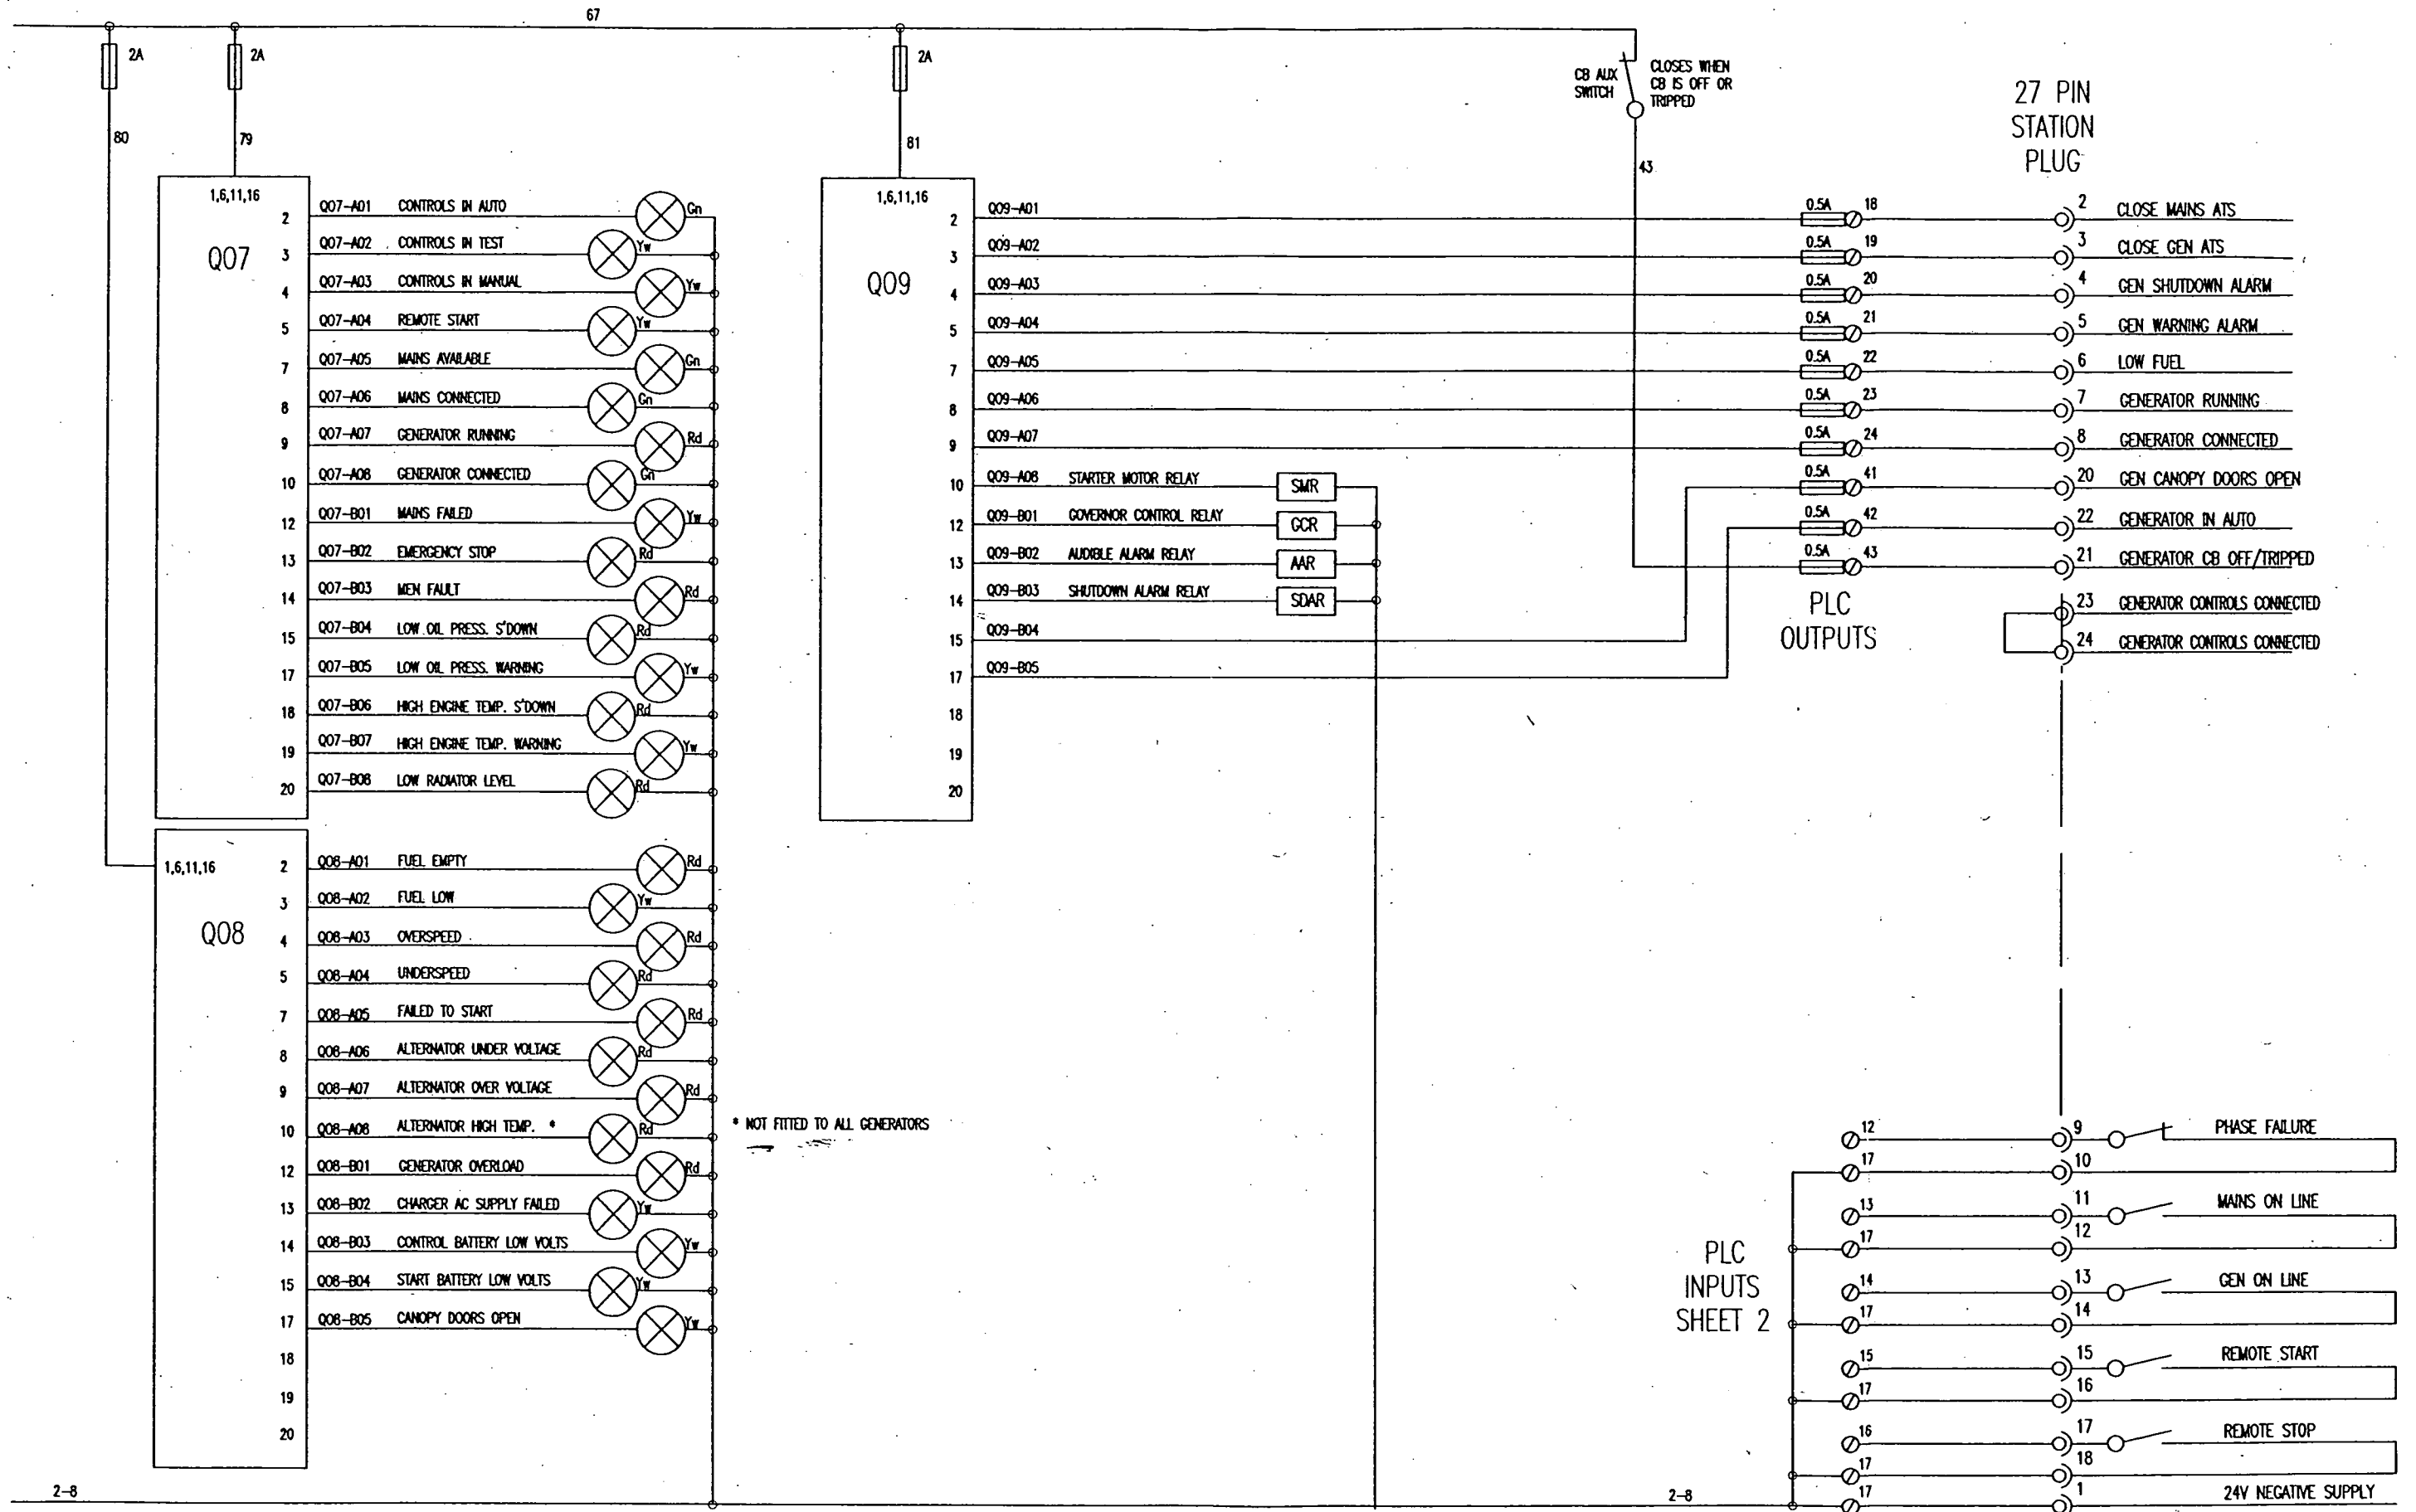 67
2A
2A
2A
80
79
81
CB AUX
SWITCH
CLOSES WHEN
CB IS OFF OR
TRIPPED
43
27 PIN
STATION
PLUG
1,6,11,16
Q07
2 Q07-A01 CONTROLS IN AUTO Gn
3 Q07-A02 CONTROLS IN TEST Yw
4 Q07-A03 CONTROLS IN MANUAL Yw
5 Q07-A04 REMOTE START Yw
7 Q07-A05 MAINS AVAILABLE Gn
8 Q07-A06 MAINS CONNECTED Gn
9 Q07-A07 GENERATOR RUNNING Rd
10 Q07-A08 GENERATOR CONNECTED Gn
12 Q07-B01 MAINS FAILED Yw
13 Q07-B02 EMERGENCY STOP Rd
14 Q07-B03 MEN FAULT Rd
15 Q07-B04 LOW OIL PRESS. S'DOWN Rd
17 Q07-B05 LOW OIL PRESS. WARNING Yw
18 Q07-B06 HIGH ENGINE TEMP. S'DOWN Rd
19 Q07-B07 HIGH ENGINE TEMP. WARNING Yw
20 Q07-B08 LOW RADIATOR LEVEL Rd
1,6,11,16
Q08
2 Q08-A01 FUEL EMPTY Rd
3 Q08-A02 FUEL LOW Yw
4 Q08-A03 OVERSPEED Rd
5 Q08-A04 UNDERSPEED Rd
7 Q08-A05 FAILED TO START Rd
8 Q08-A06 ALTERNATOR UNDER VOLTAGE Rd
9 Q08-A07 ALTERNATOR OVER VOLTAGE Rd
10 Q08-A08 ALTERNATOR HIGH TEMP. * Rd
12 Q08-B01 GENERATOR OVERLOAD Rd
13 Q08-B02 CHARGER AC SUPPLY FAILED Yw
14 Q08-B03 CONTROL BATTERY LOW VOLTS Yw
15 Q08-B04 START BATTERY LOW VOLTS Yw
17 Q08-B05 CANOPY DOORS OPEN Yw
18
19
20
* NOT FITTED TO ALL GENERATORS
1,6,11,16
Q09
2 Q09-A01 0.5A 18 2 CLOSE MAINS ATS
3 Q09-A02 0.5A 19 3 CLOSE GEN ATS
4 Q09-A03 0.5A 20 4 GEN SHUTDOWN ALARM
5 Q09-A04 0.5A 21 5 GEN WARNING ALARM
7 Q09-A05 0.5A 22 6 LOW FUEL
8 Q09-A06 0.5A 23 7 GENERATOR RUNNING
9 Q09-A07 0.5A 24 8 GENERATOR CONNECTED
10 Q09-A08 STARTER MOTOR RELAY SMR
0.5A 41 20 GEN CANOPY DOORS OPEN
12 Q09-B01 GOVERNOR CONTROL RELAY GCR
0.5A 42 22 GENERATOR IN AUTO
13 Q09-B02 AUDIBLE ALARM RELAY AAR
0.5A 43 21 GENERATOR CB OFF/TRIPPED
14 Q09-B03 SHUTDOWN ALARM RELAY SDAR
23 GENERATOR CONTROLS CONNECTED
15 Q09-B04
24 GENERATOR CONTROLS CONNECTED
17 Q09-B05
18
19
20
PLC
OUTPUTS
12 9 PHASE FAILURE
17 10
13 11 MAINS ON LINE
17 12
14 13 GEN ON LINE
17 14
15 15 REMOTE START
17 16
16 17 REMOTE STOP
17 18
17 1 24V NEGATIVE SUPPLY
PLC
INPUTS
SHEET 2
2-8
2-8